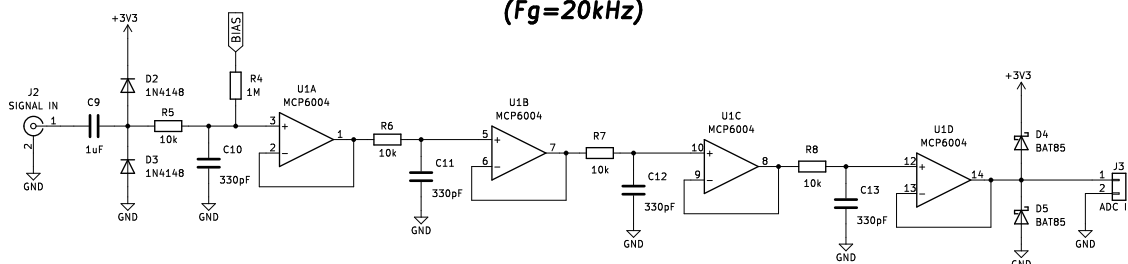 (Fg=20kHz)
+3V3
BIAS
J2
SIGNAL IN
1
2
GND
C9
1uF
D2
1N4148
D3
1N4148
GND
R5
10k
C10
330pF
GND
R4
1M
U1A
MCP6004
3
+
2
-
1
R6
10k
C11
330pF
GND
U1B
MCP6004
5
+
6
-
7
R7
10k
C12
330pF
GND
U1C
MCP6004
10
+
9
-
8
R8
10k
C13
330pF
GND
U1D
MCP6004
12
+
13
-
14
+3V3
D4
BAT85
D5
BAT85
GND
J3
1
2
ADC
GND